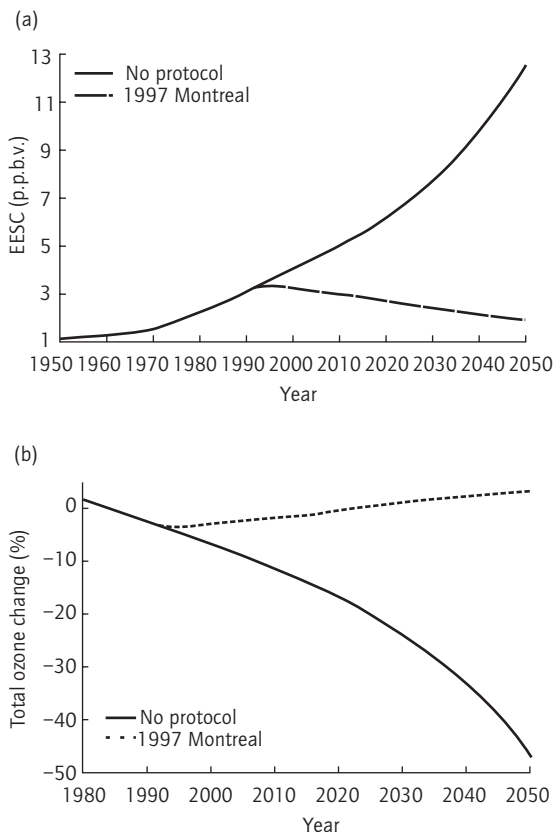 (a)
13
11
9
7
5
3
1
EESC (p.p.b.v.)
No protocol
1997 Montreal
1950 1960 1970 1980 1990 2000 2010 2020 2030 2040 2050
Year
(b)
0
−10
−20
−30
−40
−50
Total ozone change (%)
No protocol
1997 Montreal
1980 1990 2000 2010 2020 2030 2040 2050
Year